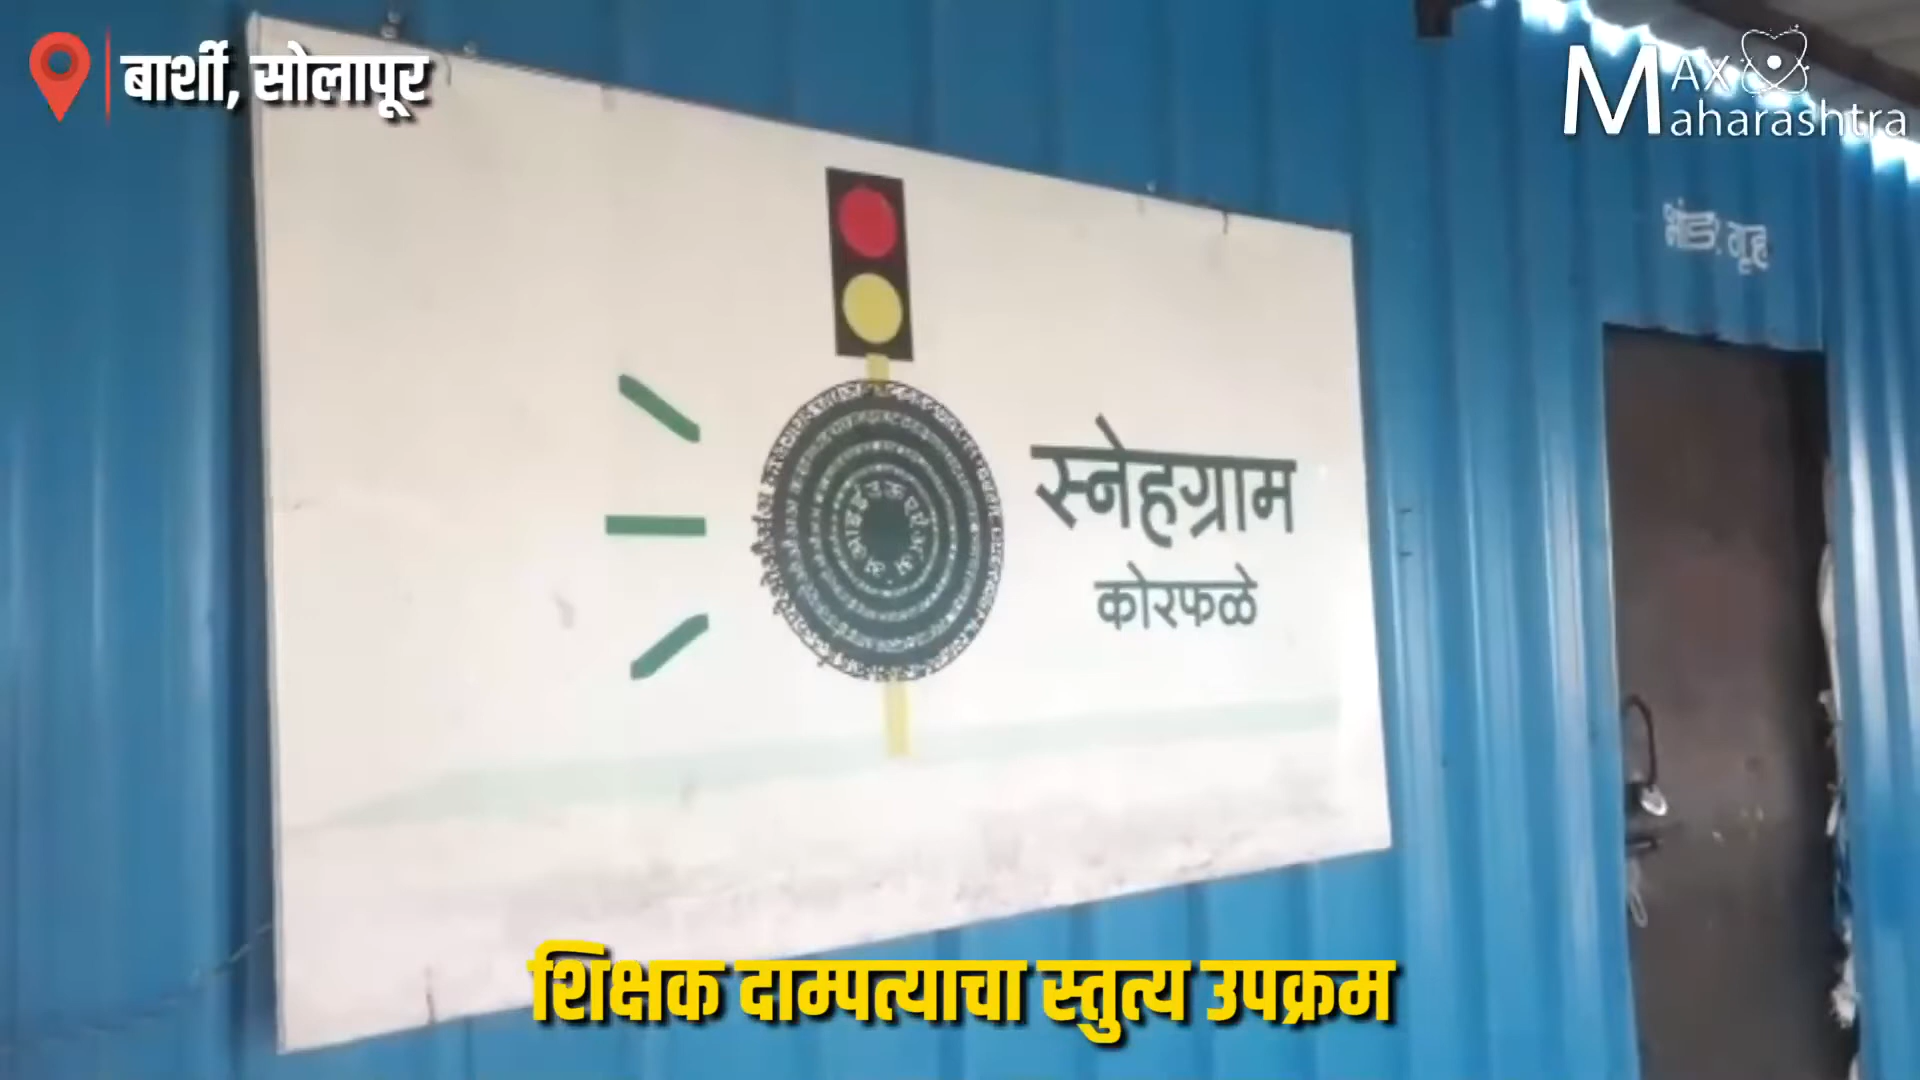 बार्शी, सोलापूर
MAX
Maharashtra
भांडार गृह
स्नेहग्राम
कोरफळे
शिक्षक दाम्पत्याचा स्तुत्य उपक्रम